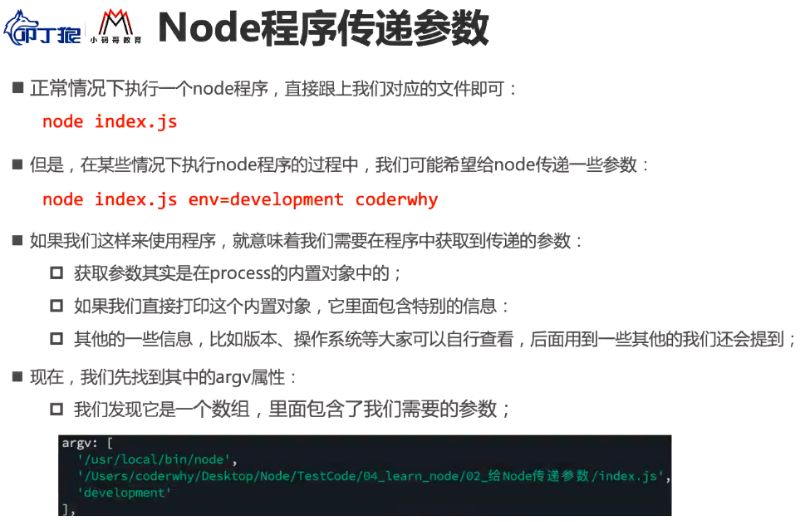 叩丁狼
小码哥教育
Node程序传递参数
正常情况下执行一个node程序，直接跟上我们对应的文件即可：
node index.js
但是，在某些情况下执行node程序的过程中，我们可能希望给node传递一些参数：
node index.js env=development coderwhy
如果我们这样来使用程序，就意味着我们需要在程序中获取到传递的参数：
获取参数其实是在process的内置对象中的；
如果我们直接打印这个内置对象，它里面包含特别的信息：
其他的一些信息，比如版本、操作系统等大家可以自行查看，后面用到一些其他的我们还会提到；
现在，我们先找到其中的argv属性：
我们发现它是一个数组，里面包含了我们需要的参数；
argv: [
'/usr/local/bin/node',
'/Users/coderwhy/Desktop/Node/TestCode/04_learn_node/02_给Node传递参数/index.js',
'development'
],